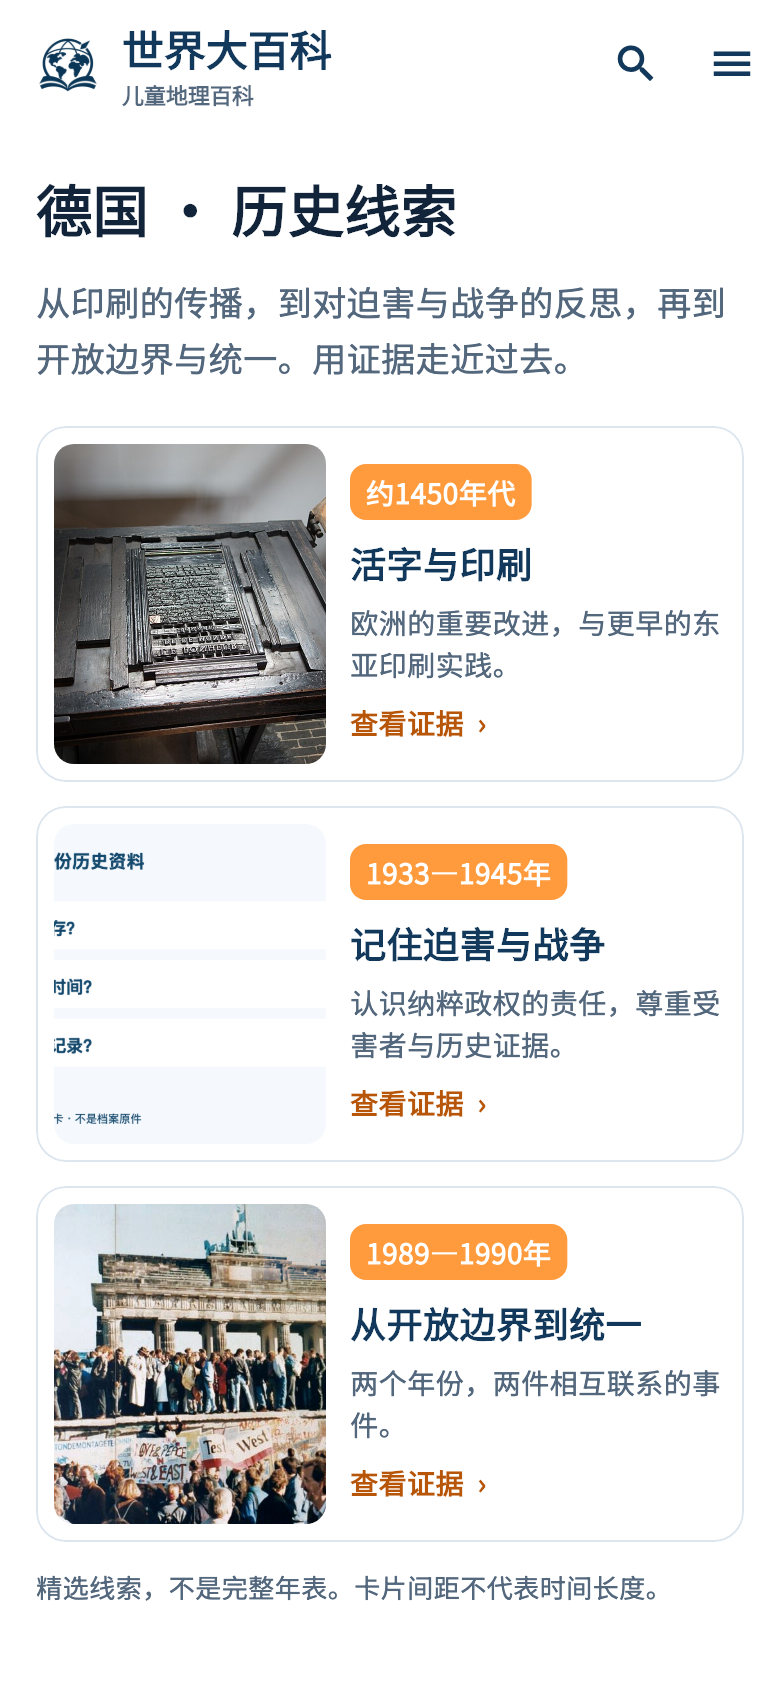 世界大百科
儿童地理百科
德国 · 历史线索
从印刷的传播，到对迫害与战争的反思，再到
开放边界与统一。用证据走近过去。
约1450年代
活字与印刷
欧洲的重要改进，与更早的东
亚印刷实践。
查看证据 ›
份历史资料
存?
时间?
记录?
卡 · 不是档案原件
1933—1945年
记住迫害与战争
认识纳粹政权的责任，尊重受
害者与历史证据。
查看证据 ›
TONDEMONTAGETE
LOVE & PEACE
IN
WEST & EAST
Test West
1989—1990年
从开放边界到统一
两个年份，两件相互联系的事
件。
查看证据 ›
精选线索，不是完整年表。卡片间距不代表时间长度。